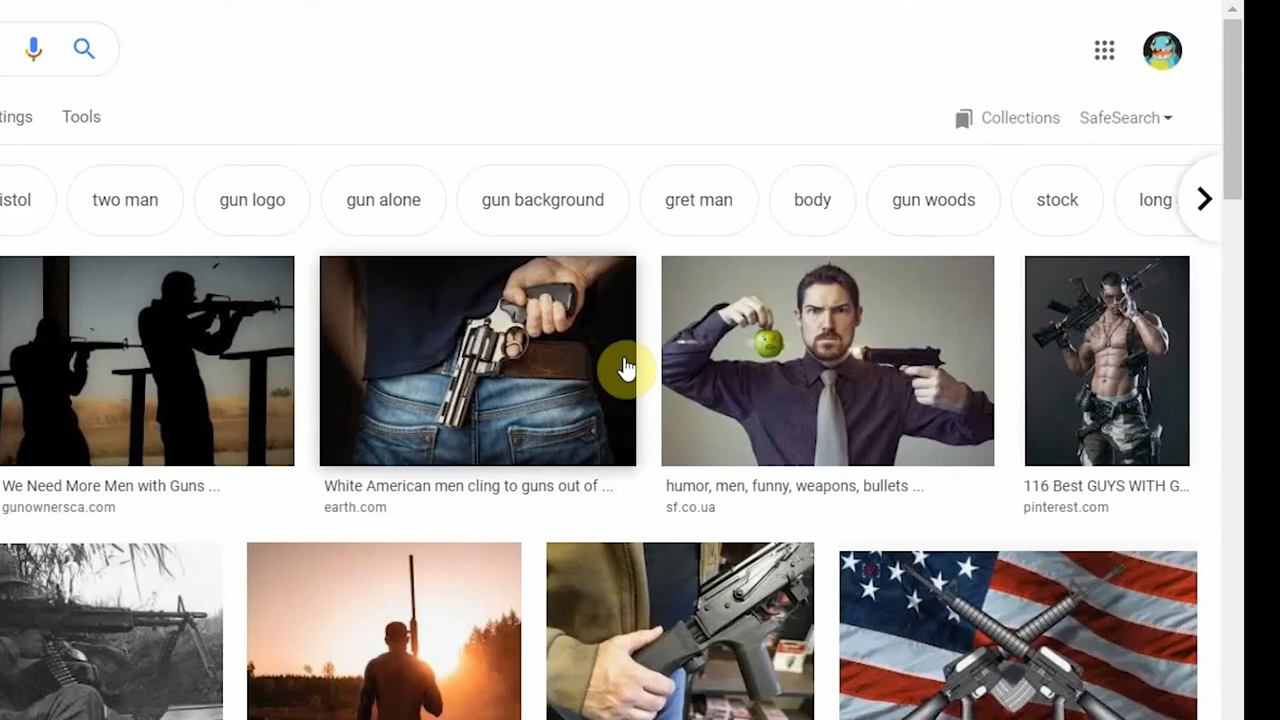 tings Tools Collections SafeSearch
istol two man gun logo gun alone gun background gret man body gun woods stock long
We Need More Men with Guns ... White American men cling to guns out of ... humor, men, funny, weapons, bullets ... 116 Best GUYS WITH G...
gunownersca.com earth.com sf.co.ua pinterest.com